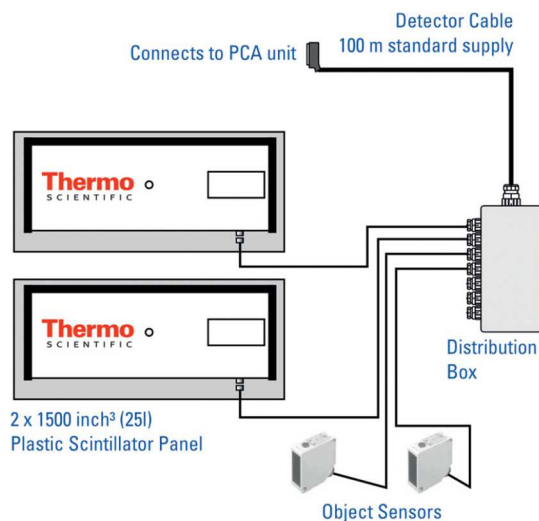 Detector Cable
100 m standard supply
Connects to PCA unit
Thermo
SCIENTIFIC
Thermo
SCIENTIFIC
Distribution
Box
2 x 1500 inch³ (25l)
Plastic Scintillator Panel
Object Sensors